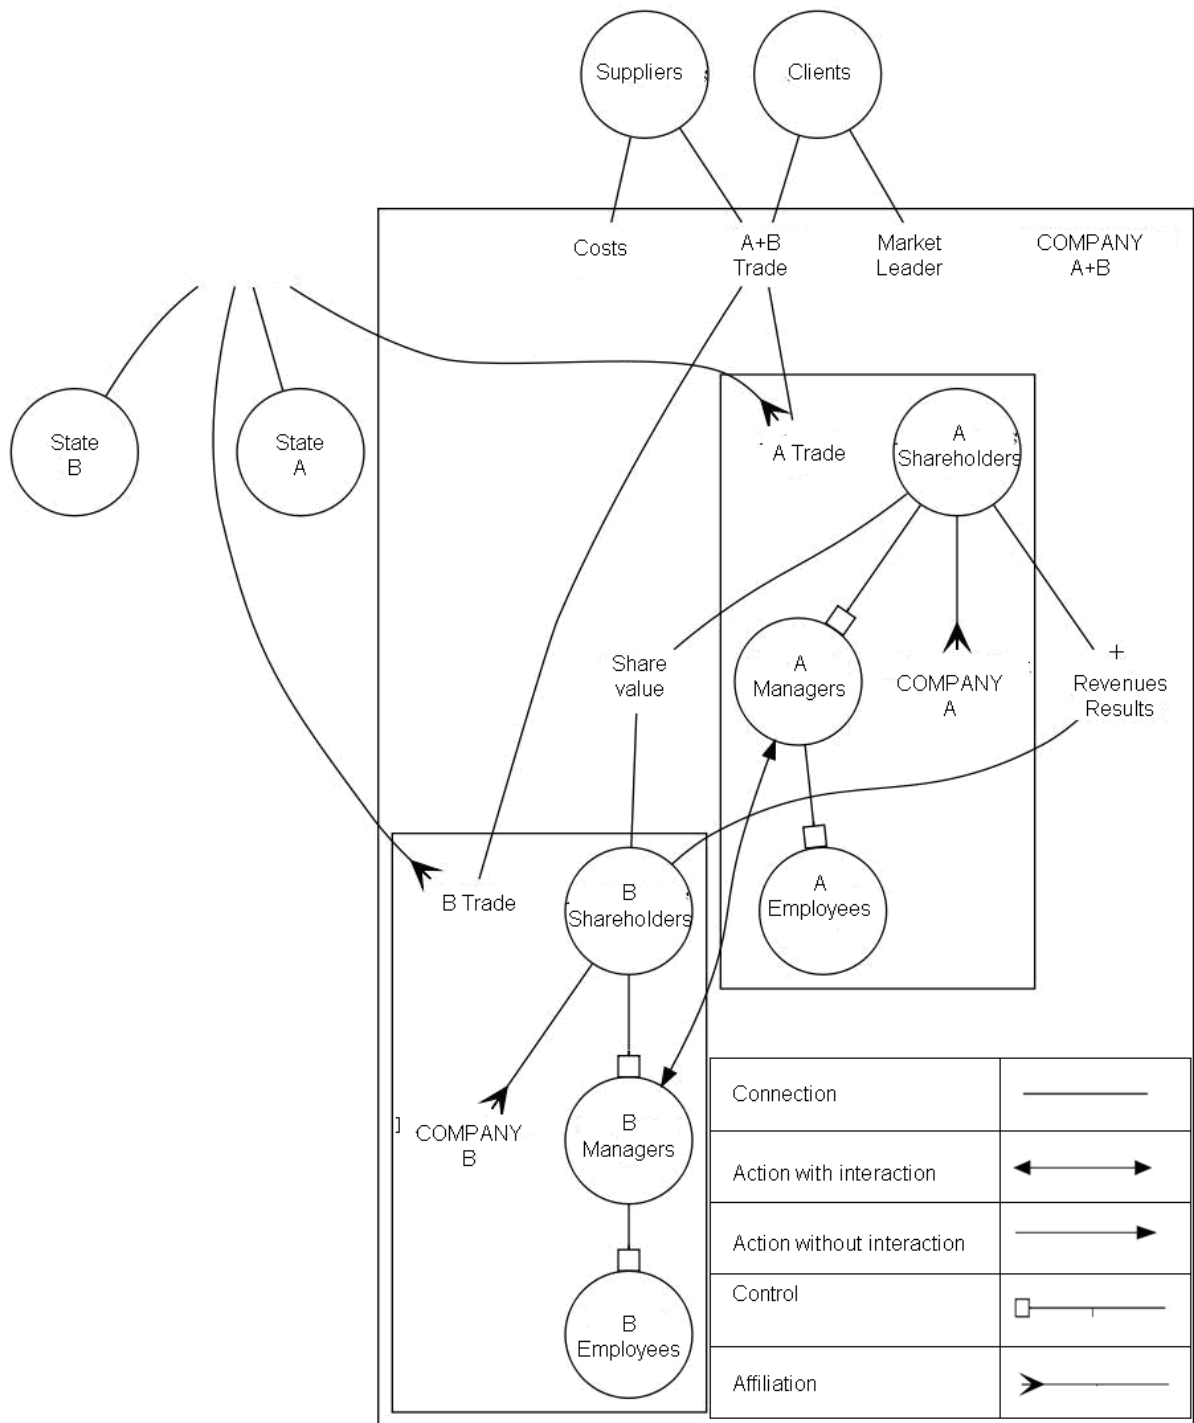 Suppliers
Clients
Costs
A+B
Trade
Market
Leader
COMPANY
A+B
State
B
State
A
A Trade
A
Shareholders
Share
value
A
Managers
COMPANY
A
+
Revenues
Results
B Trade
B
Shareholders
A
Employees
COMPANY
B
B
Managers
B
Employees
Connection
Action with interaction
Action without interaction
Control
Affiliation